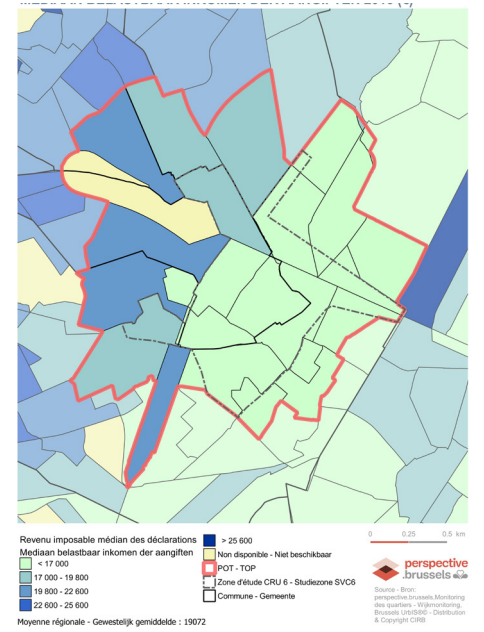 Revenu imposable médian des déclarations
Mediaan belastbaar inkomen der aangiften
< 17 000
17 000 - 19 800
19 800 - 22 600
22 600 - 25 600
> 25 600
Non disponible - Niet beschikbaar
POT - TOP
Zone d'étude CRU 6 - Studiezone SVC6
Commune - Gemeente
Moyenne régionale - Gewestelijk gemiddelde : 19072
0 0.25 0.5 km
perspective
.brussels
Source - Bron:
perspective.brussels,Monitoring
des quartiers - Wijkmonitoring,
Brussels UrbIS®© - Distribution
& Copyright CIRB